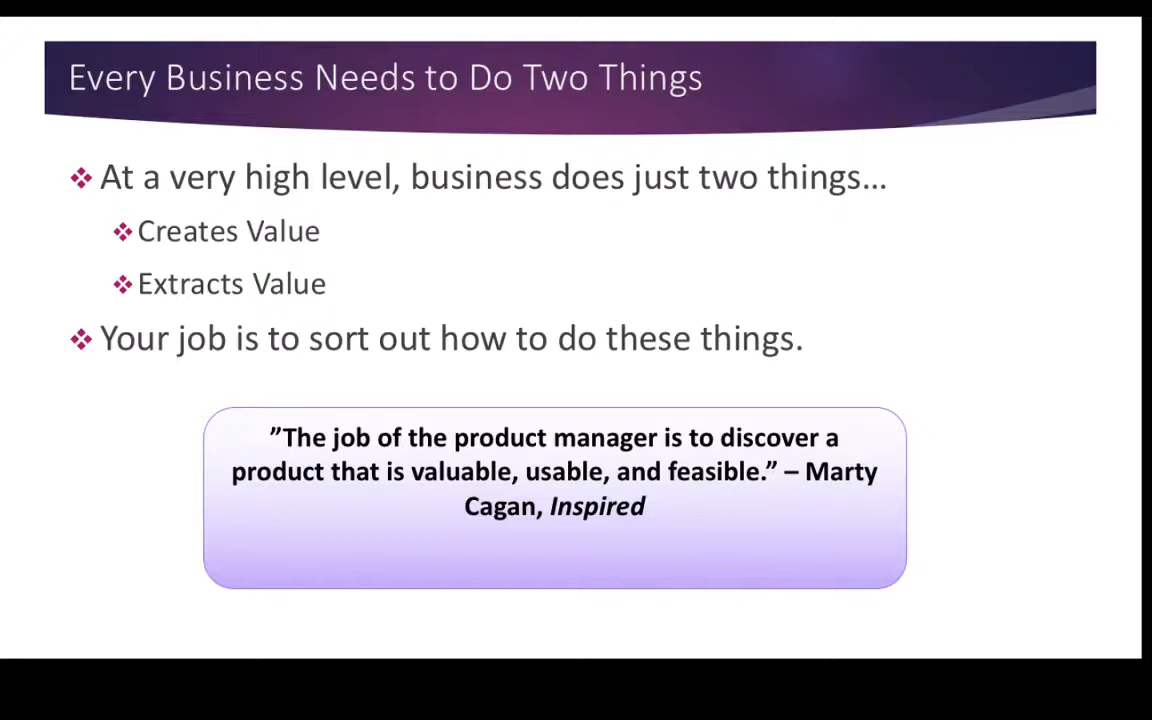 Every Business Needs to Do Two Things
At a very high level, business does just two things...
Creates Value
Extracts Value
Your job is to sort out how to do these things.
”The job of the product manager is to discover a
product that is valuable, usable, and feasible.” – Marty
Cagan, Inspired